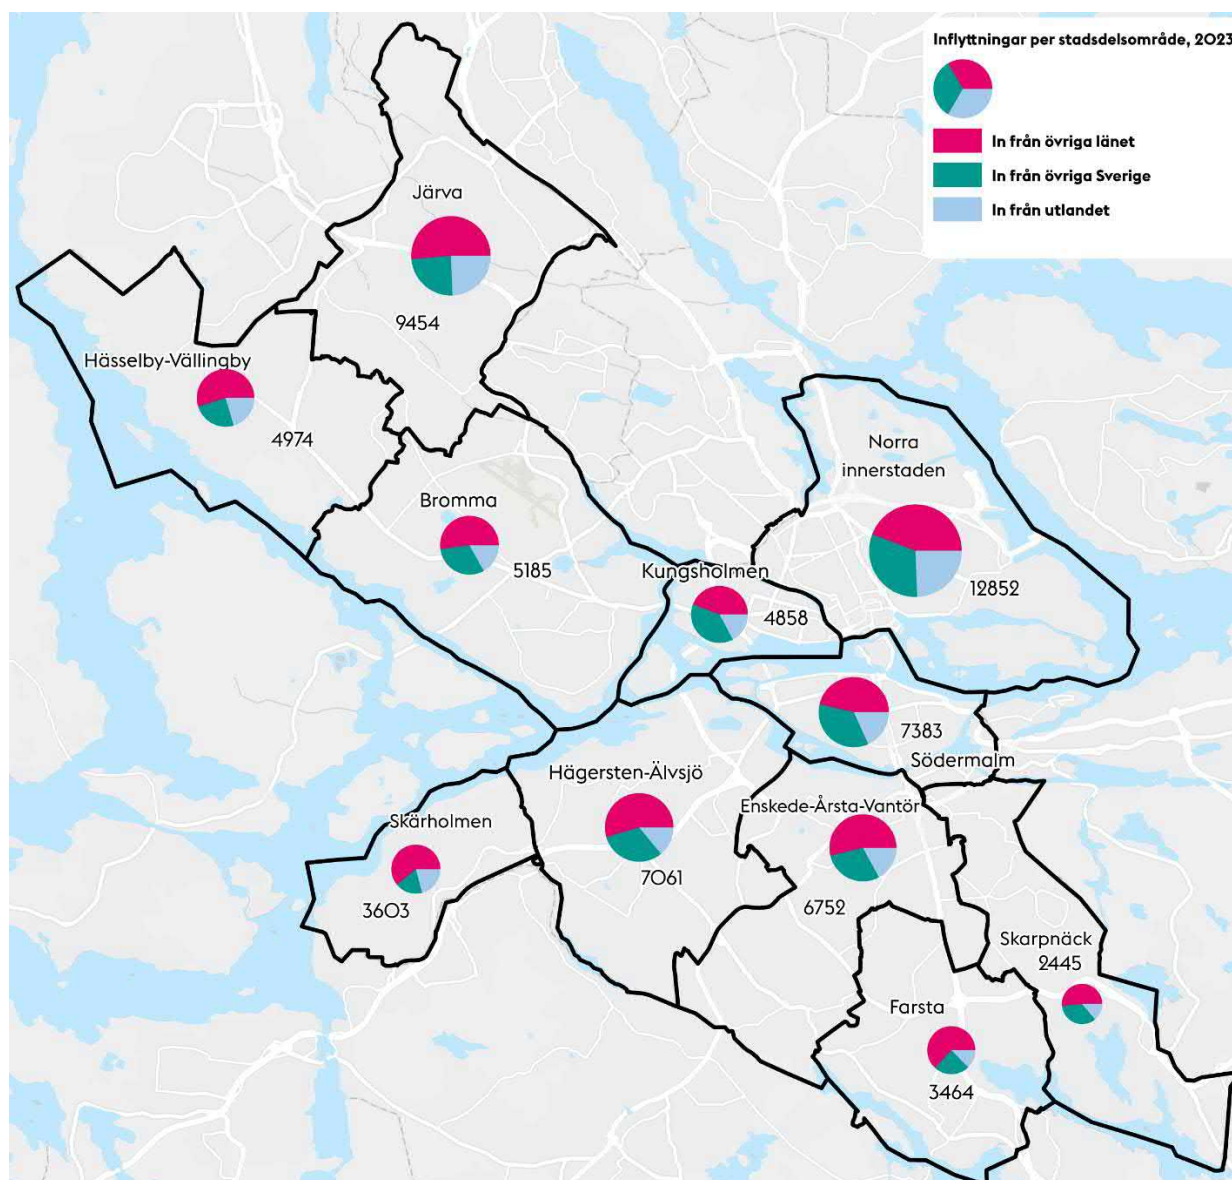 Inflyttningar per stadsdelsområde, 2023
In från övriga länet
In från övriga Sverige
In från utlandet
Järva
9454
Hässelby-Vällingby
4974
Norra
innerstaden
12852
Bromma
5185
Kungsholmen
4858
7383
Södermalm
Hägersten-Älvsjö
7061
Enskede-Årsta-Vantör
6752
Skärholmen
3603
Skarpnäck
2445
Farsta
3464